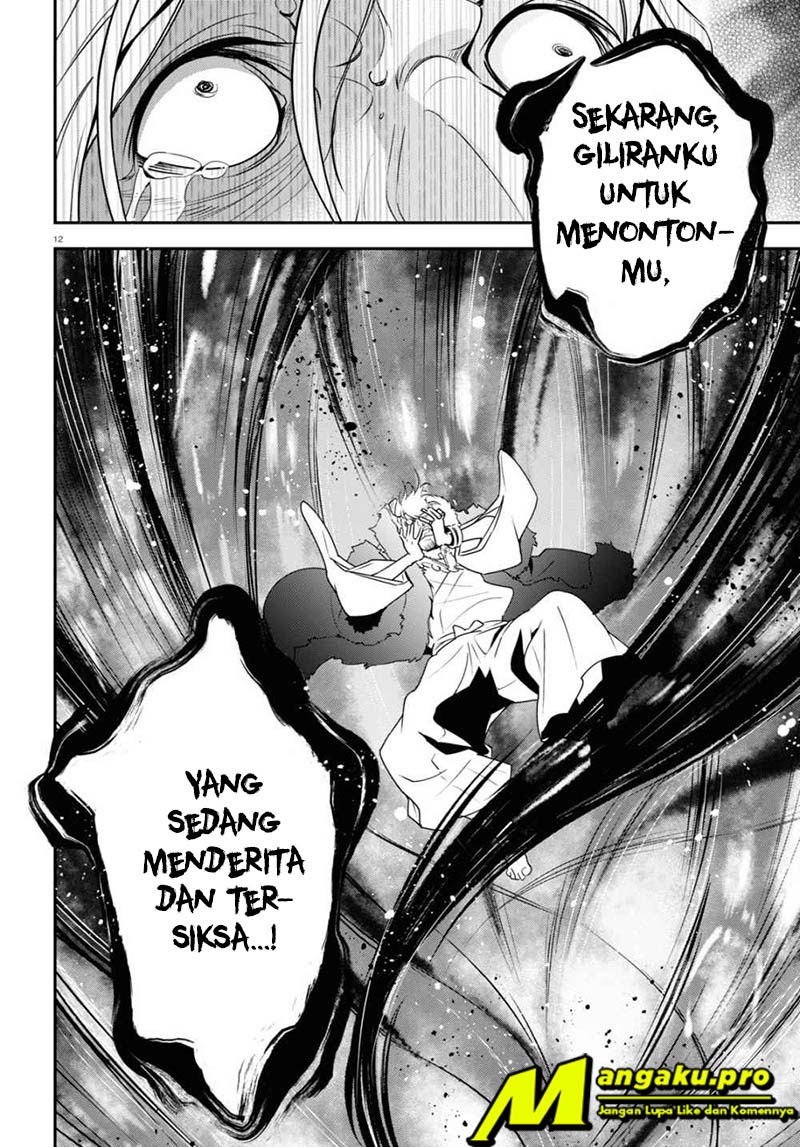 SEKARANG,
GILIRANKU
UNTUK
MENONTON-
MU,
12
YANG
SEDANG
MENDERITA
DAN TER-
SIKSA...!
Mangaku.pro
Jangan Lupa Like dan Komennya